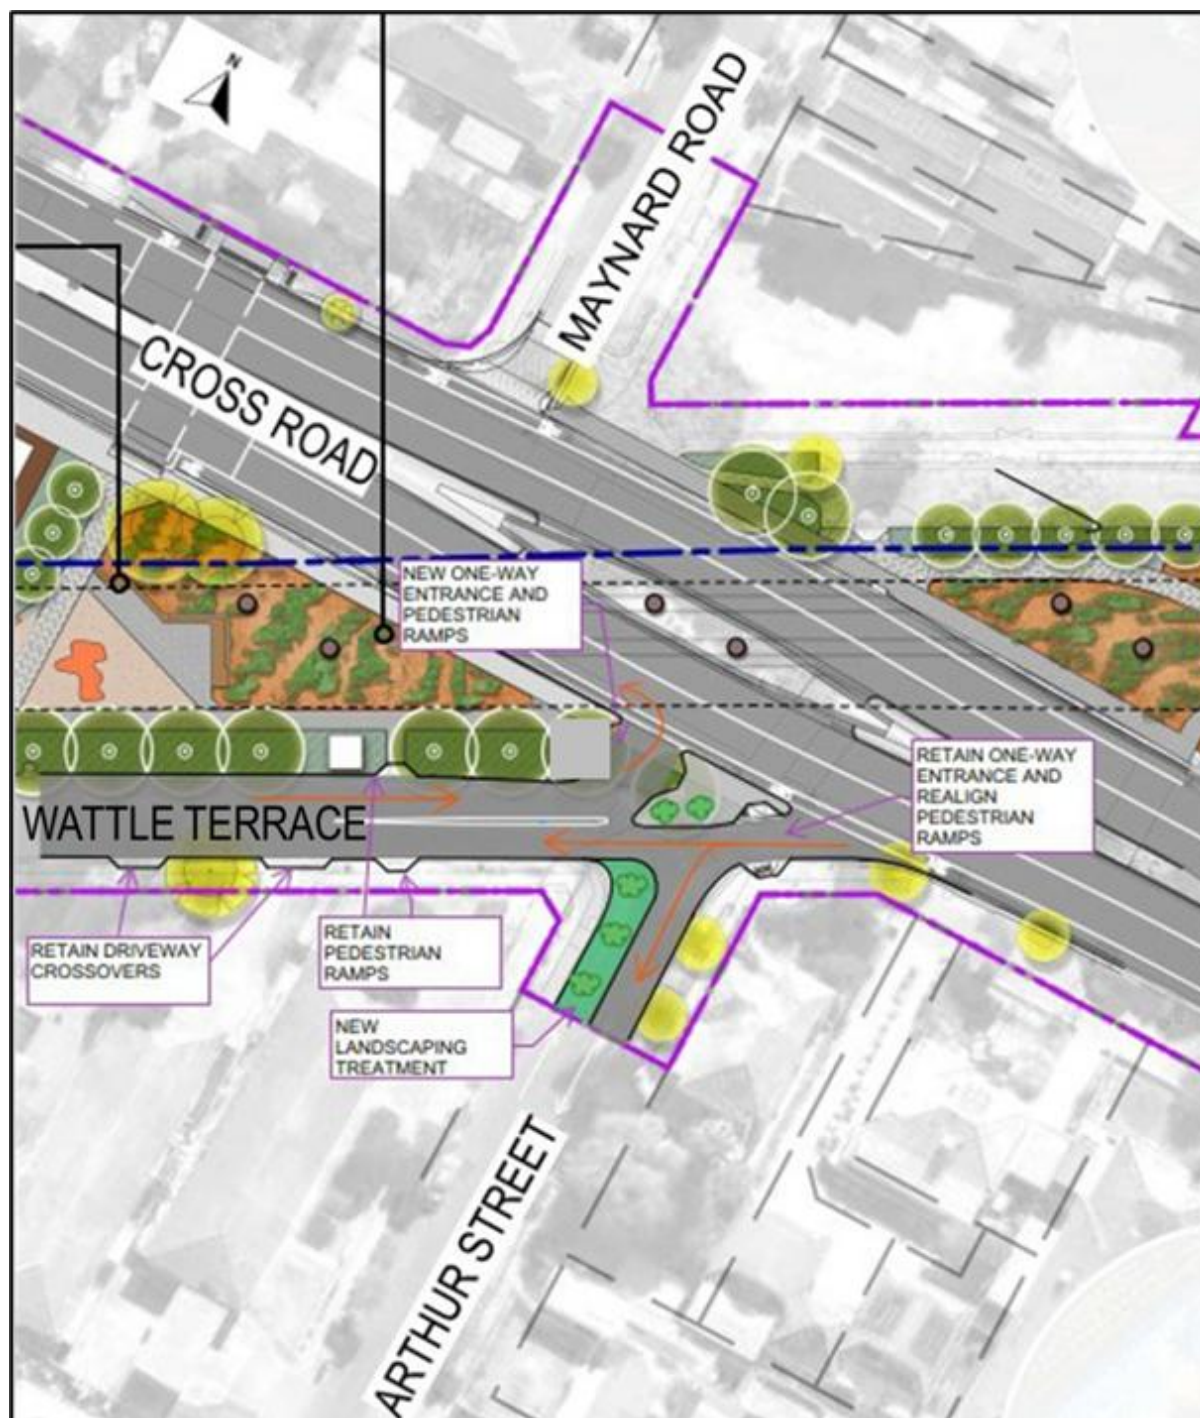 N
MAYNARD ROAD
CROSS ROAD
NEW ONE-WAY
ENTRANCE AND
PEDESTRIAN
RAMPS
RETAIN ONE-WAY
ENTRANCE AND
REALIGN
PEDESTRIAN
RAMPS
WATTLE TERRACE
RETAIN DRIVEWAY
CROSSOVERS
RETAIN
PEDESTRIAN
RAMPS
NEW
LANDSCAPING
TREATMENT
ARTHUR STREET